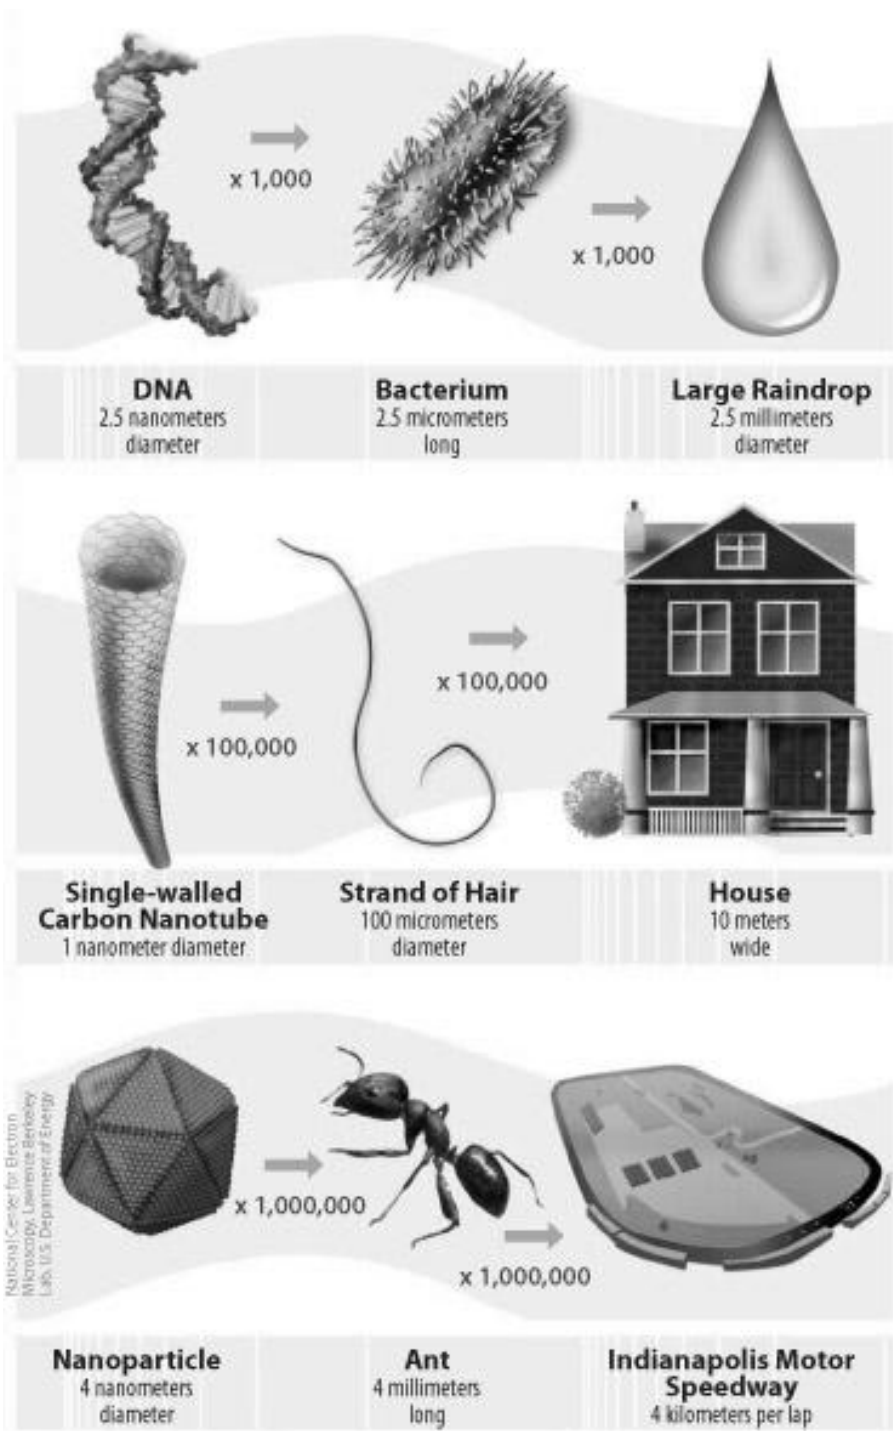 x 1,000
x 1,000
DNA
2.5 nanometers
diameter
Bacterium
2.5 micrometers
long
Large Raindrop
2.5 millimeters
diameter
x 100,000
x 100,000
Single-walled
Carbon Nanotube
1 nanometer diameter
Strand of Hair
100 micrometers
diameter
House
10 meters
wide
National Center for Electron
Microscopy, Lawrence Berkeley
Lab, U.S. Department of Energy
x 1,000,000
x 1,000,000
Nanoparticle
4 nanometers
diameter
Ant
4 millimeters
long
Indianapolis Motor
Speedway
4 kilometers per lap